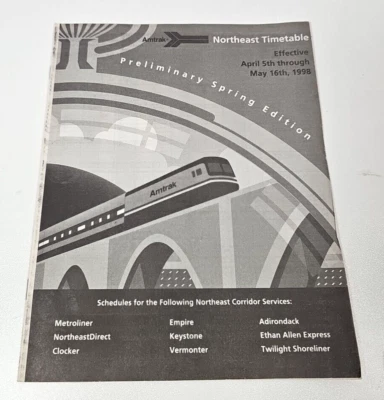 Amtrak Northeast Timetable
Effective
April 5th through
May 16th, 1998
Preliminary Spring Edition
Amtrak
Schedules for the Following Northeast Corridor Services:
Metroliner Empire Adirondack
NortheastDirect Keystone Ethan Allen Express
Clocker Vermonter Twilight Shoreliner